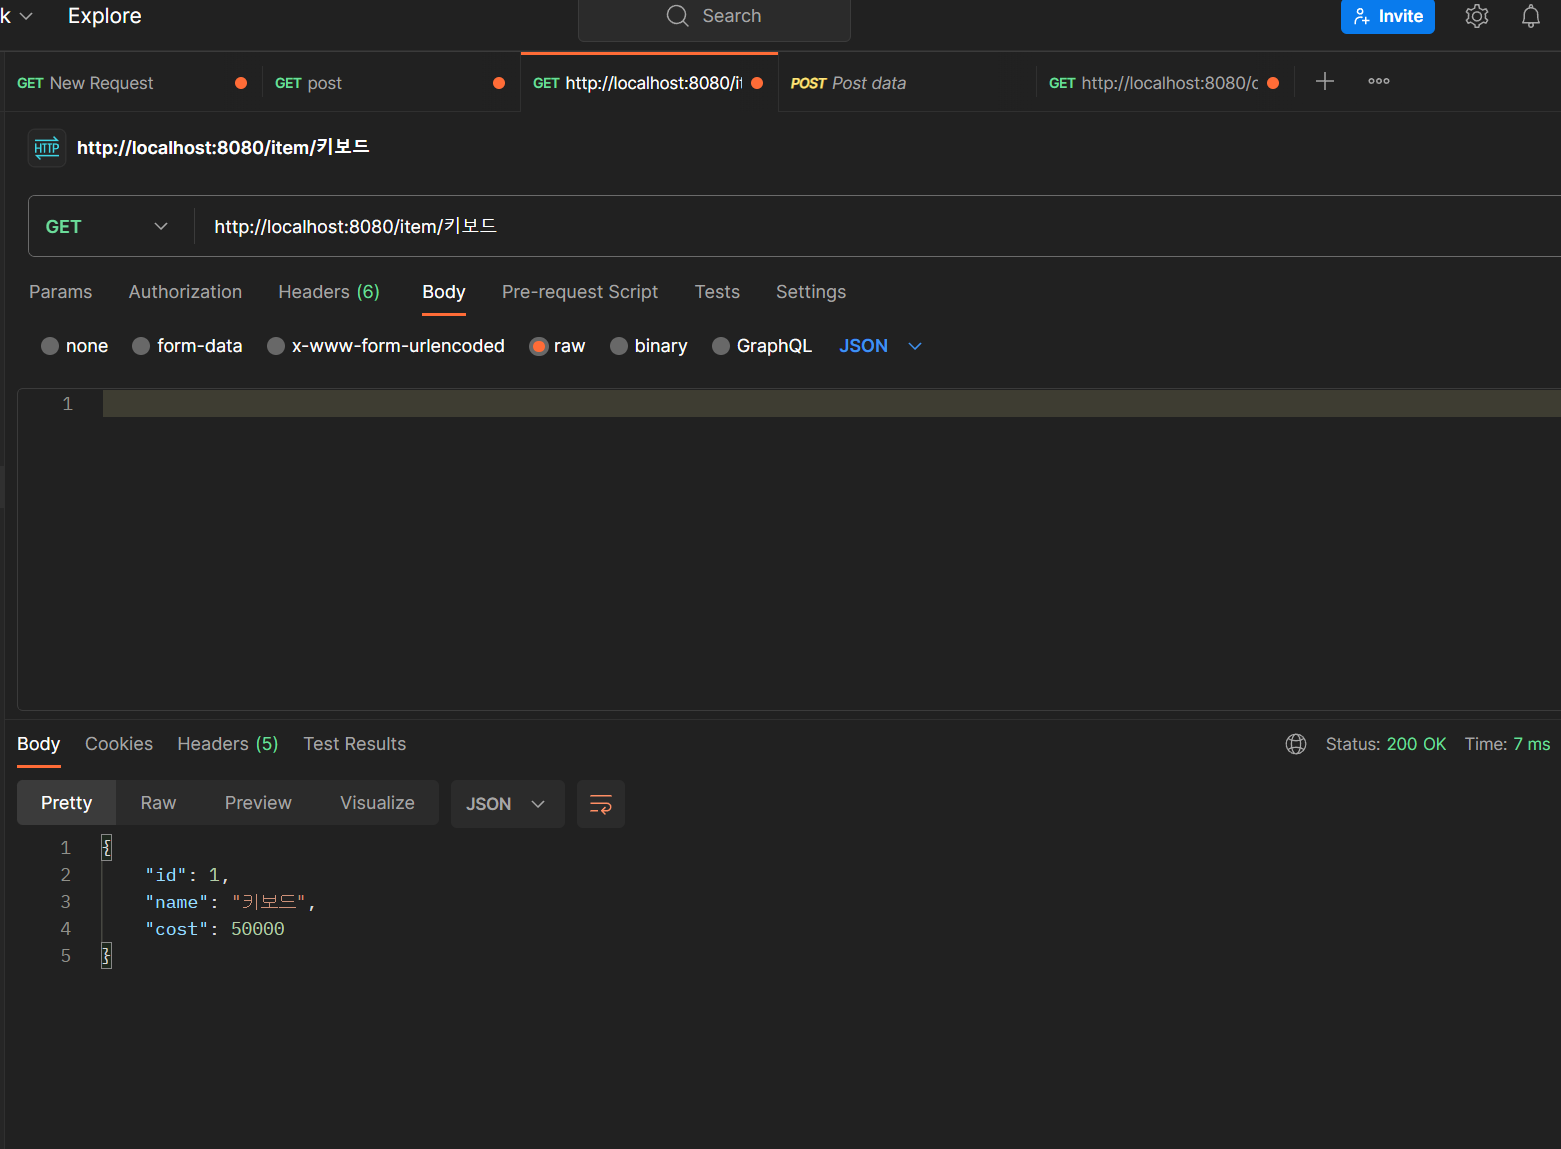 k Explore Search Invite
GET New Request GET post GET http://localhost:8080/it POST Post data GET http://localhost:8080/c
HTTP http://localhost:8080/item/키보드
GET http://localhost:8080/item/키보드
Params Authorization Headers (6) Body Pre-request Script Tests Settings
none form-data x-www-form-urlencoded raw binary GraphQL JSON
1
Body Cookies Headers (5) Test Results Status: 200 OK Time: 7 ms
Pretty Raw Preview Visualize JSON
1 {
2 "id": 1,
3 "name": "키보드",
4 "cost": 50000
5 }